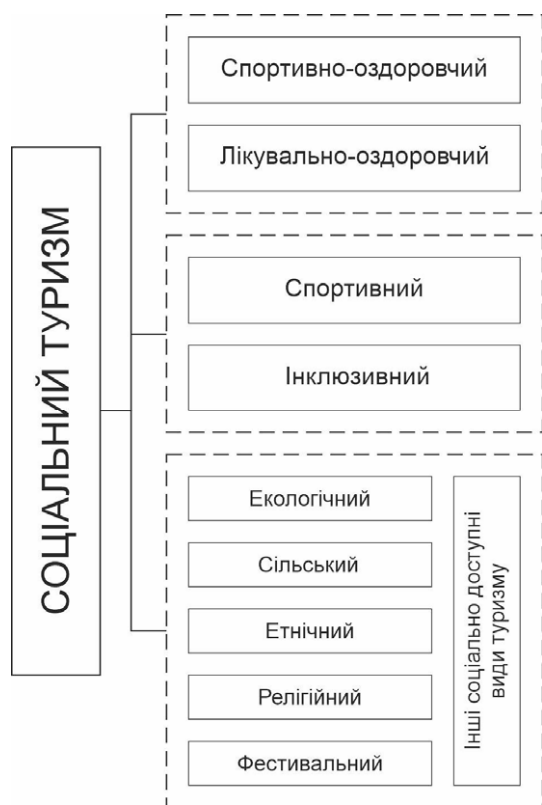 СОЦІАЛЬНИЙ ТУРИЗМ
Спортивно-оздоровчий
Лікувально-оздоровчий
Спортивний
Інклюзивний
Екологічний
Сільський
Етнічний
Релігійний
Фестивальний
Інші соціально доступні
види туризму